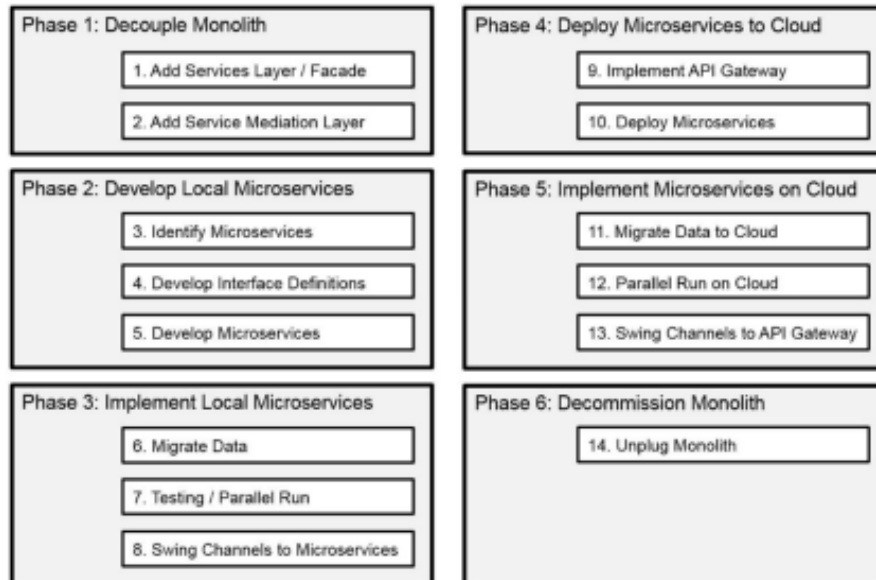 Phase 1: Decouple Monolith
1. Add Services Layer / Facade
2. Add Service Mediation Layer
Phase 2: Develop Local Microservices
3. Identify Microservices
4. Develop Interface Definitions
5. Develop Microservices
Phase 3: Implement Local Microservices
6. Migrate Data
7. Testing / Parallel Run
8. Swing Channels to Microservices
Phase 4: Deploy Microservices to Cloud
9. Implement API Gateway
10. Deploy Microservices
Phase 5: Implement Microservices on Cloud
11. Migrate Data to Cloud
12. Parallel Run on Cloud
13. Swing Channels to API Gateway
Phase 6: Decommission Monolith
14. Unplug Monolith